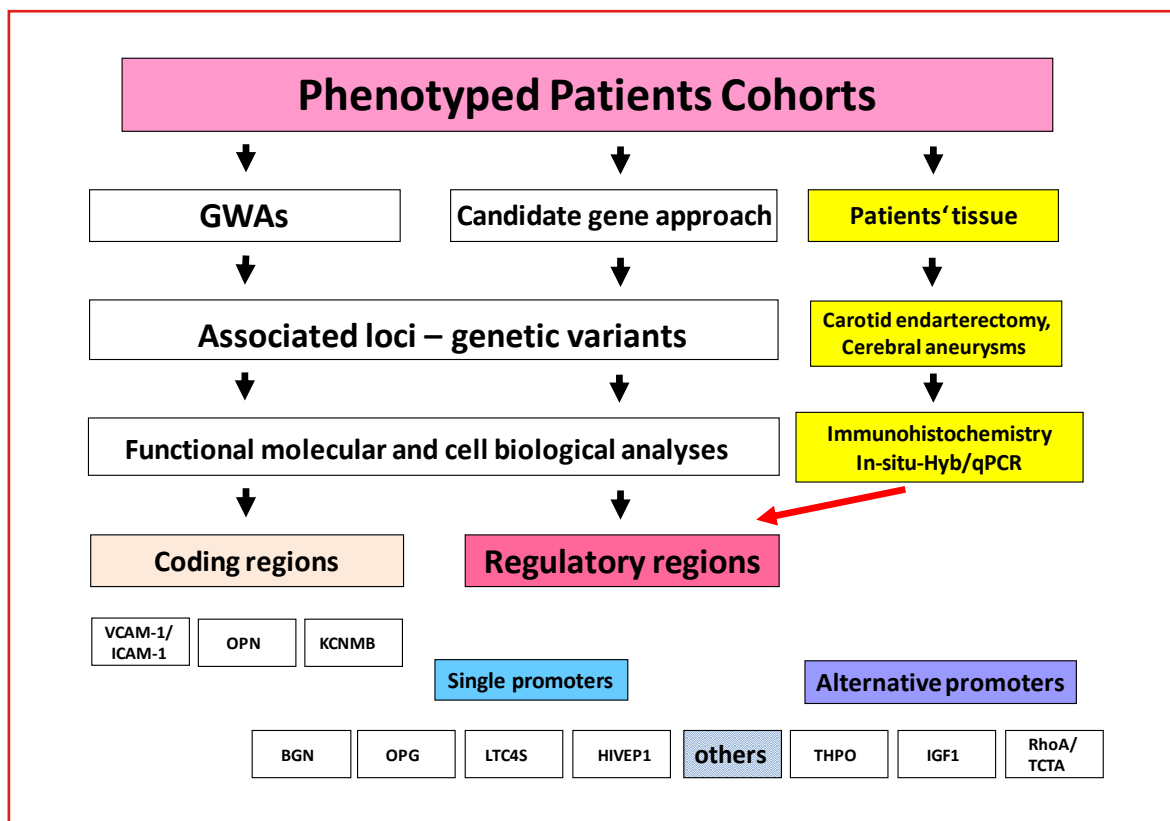 Phenotyped Patients Cohorts
GWAs
Candidate gene approach
Patients‘ tissue
Associated loci – genetic variants
Carotid endarterectomy,
Cerebral aneurysms
Functional molecular and cell biological analyses
Immunohistochemistry
In-situ-Hyb/qPCR
Coding regions
Regulatory regions
VCAM-1/
ICAM-1
OPN
KCNMB
Single promoters
Alternative promoters
BGN
OPG
LTC4S
HIVEP1
others
THPO
IGF1
RhoA/
TCTA